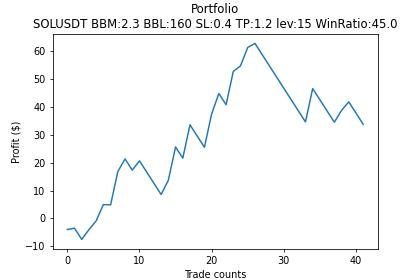 Portfolio
SOLUSDT BBM:2.3 BBL:160 SL:0.4 TP:1.2 lev:15 WinRatio:45.0
60
50
40
30
20
10
0
−10
Profit ($)
0 10 20 30 40
Trade counts